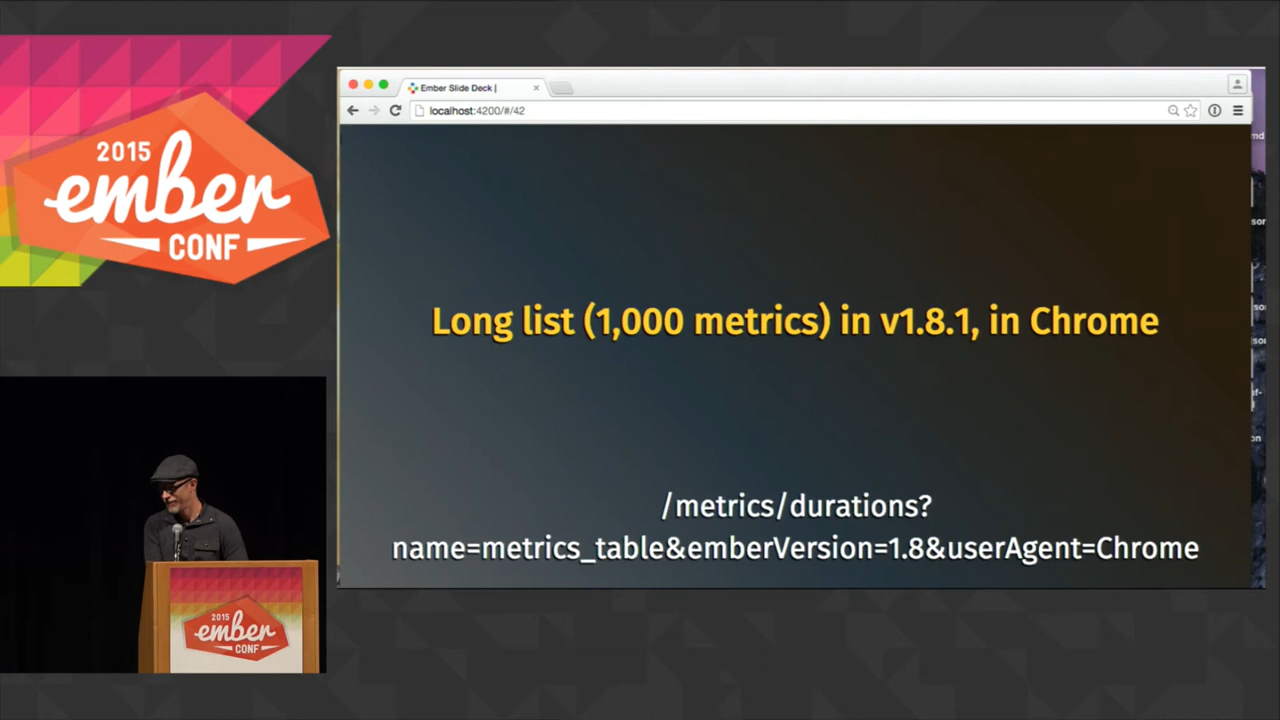 2015
ember
CONF
Ember Slide Deck |
localhost:4200/#/42
Long list (1,000 metrics) in v1.8.1, in Chrome
/metrics/durations?
name=metrics_table&emberVersion=1.8&userAgent=Chrome
2015
ember
CONF